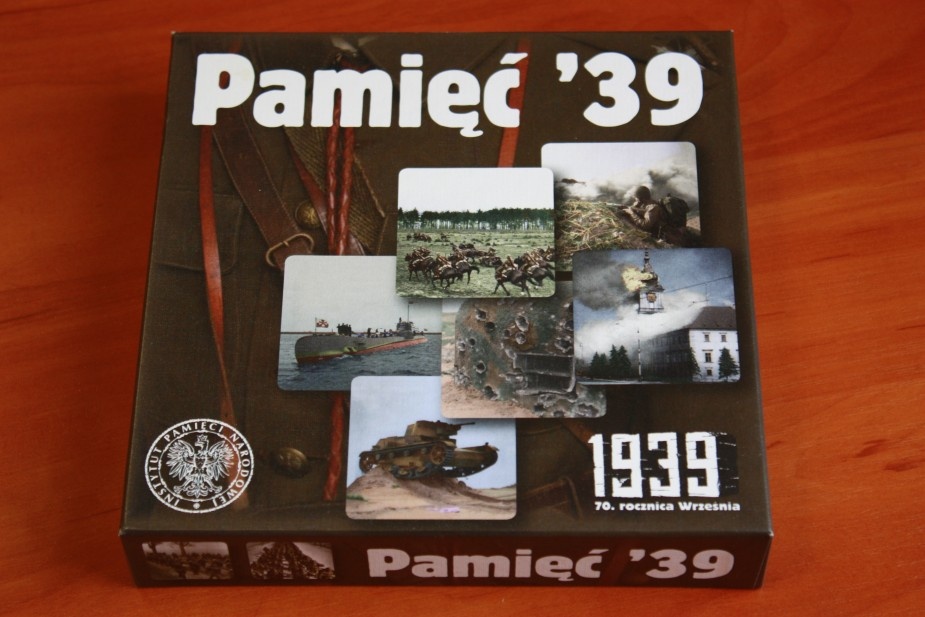 Pamięć '39
INSTYTUT PAMIĘCI NARODOWEJ
1939
70. rocznica Września
Pamięć '39